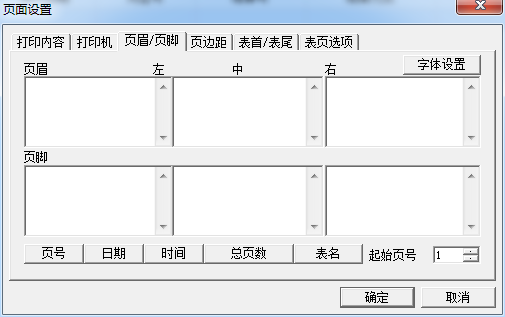 页面设置
打印内容 打印机 页眉/页脚 页边距 表首/表尾 表页选项
页眉 左 中 右 字体设置
页脚
页号 日期 时间 总页数 表名 起始页号 1
确定 取消